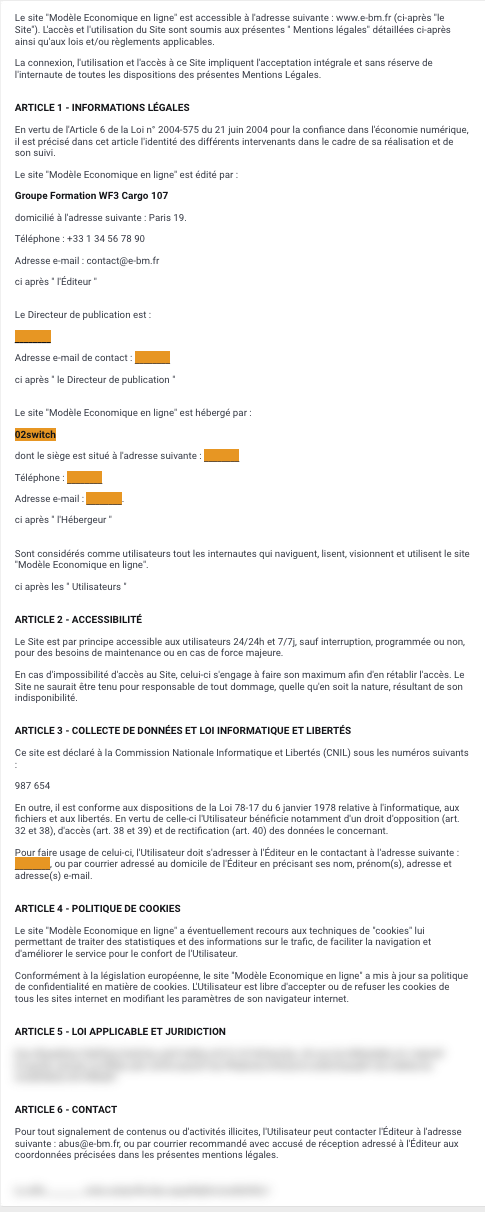 Le site "Modèle Economique en ligne" est accessible à l'adresse suivante : www.e-bm.fr (ci-après "le
Site"). L'accès et l'utilisation du Site sont soumis aux présentes " Mentions légales" détaillées ci-après
ainsi qu'aux lois et/ou règlements applicables.
La connexion, l'utilisation et l'accès à ce Site impliquent l'acceptation intégrale et sans réserve de
l'internaute de toutes les dispositions des présentes Mentions Légales.
ARTICLE 1 - INFORMATIONS LÉGALES
En vertu de l'Article 6 de la Loi n° 2004-575 du 21 juin 2004 pour la confiance dans l'économie numérique,
il est précisé dans cet article l'identité des différents intervenants dans le cadre de sa réalisation et de
son suivi.
Le site "Modèle Economique en ligne" est édité par :
Groupe Formation WF3 Cargo 107
domicilié à l'adresse suivante : Paris 19.
Téléphone : +33 1 34 56 78 90
Adresse e-mail : contact@e-bm.fr
ci après " l'Éditeur "
Le Directeur de publication est :
Adresse e-mail de contact :
ci après " le Directeur de publication "
Le site "Modèle Economique en ligne" est hébergé par :
02switch
dont le siège est situé à l'adresse suivante :
Téléphone :
Adresse e-mail : .
ci après " l'Hébergeur "
Sont considérés comme utilisateurs tout les internautes qui naviguent, lisent, visionnent et utilisent le site
"Modèle Economique en ligne".
ci après les " Utilisateurs "
ARTICLE 2 - ACCESSIBILITÉ
Le Site est par principe accessible aux utilisateurs 24/24h et 7/7j, sauf interruption, programmée ou non,
pour des besoins de maintenance ou en cas de force majeure.
En cas d'impossibilité d'accès au Site, celui-ci s'engage à faire son maximum afin d'en rétablir l'accès. Le
Site ne saurait être tenu pour responsable de tout dommage, quelle qu'en soit la nature, résultant de son
indisponibilité.
ARTICLE 3 - COLLECTE DE DONNÉES ET LOI INFORMATIQUE ET LIBERTÉS
Ce site est déclaré à la Commission Nationale Informatique et Libertés (CNIL) sous les numéros suivants
:
987 654
En outre, il est conforme aux dispositions de la Loi 78-17 du 6 janvier 1978 relative à l'informatique, aux
fichiers et aux libertés. En vertu de celle-ci l'Utilisateur bénéficie notamment d'un droit d'opposition (art.
32 et 38), d'accès (art. 38 et 39) et de rectification (art. 40) des données le concernant.
Pour faire usage de celui-ci, l'Utilisateur doit s'adresser à l'Éditeur en le contactant à l'adresse suivante :
, ou par courrier adressé au domicile de l'Éditeur en précisant ses nom, prénom(s), adresse et
adresse(s) e-mail.
ARTICLE 4 - POLITIQUE DE COOKIES
Le site "Modèle Economique en ligne" a éventuellement recours aux techniques de "cookies" lui
permettant de traiter des statistiques et des informations sur le trafic, de faciliter la navigation et
d'améliorer le service pour le confort de l'Utilisateur.
Conformément à la législation européenne, le site "Modèle Economique en ligne" a mis à jour sa politique
de confidentialité en matière de cookies. L'Utilisateur est libre d'accepter ou de refuser les cookies de
tous les sites internet en modifiant les paramètres de son navigateur internet.
ARTICLE 5 - LOI APPLICABLE ET JURIDICTION
ARTICLE 6 - CONTACT
Pour tout signalement de contenus ou d'activités illicites, l'Utilisateur peut contacter l'Éditeur à l'adresse
suivante : abus@e-bm.fr, ou par courrier recommandé avec accusé de réception adressé à l'Éditeur aux
coordonnées précisées dans les présentes mentions légales.